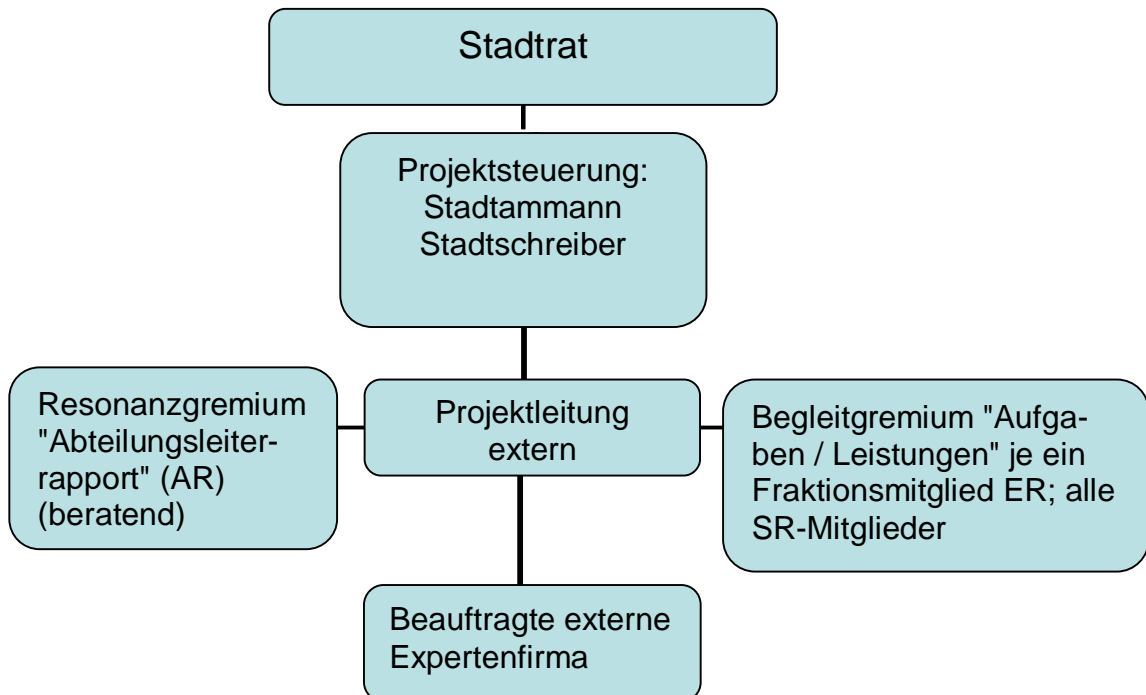 Stadtrat
Projektsteuerung:
Stadtammann
Stadtschreiber
Resonanzgremium
"Abteilungsleiter-
rapport" (AR)
(beratend)
Projektleitung
extern
Begleitgremium "Aufga-
ben / Leistungen" je ein
Fraktionsmitglied ER; alle
SR-Mitglieder
Beauftragte externe
Expertenfirma